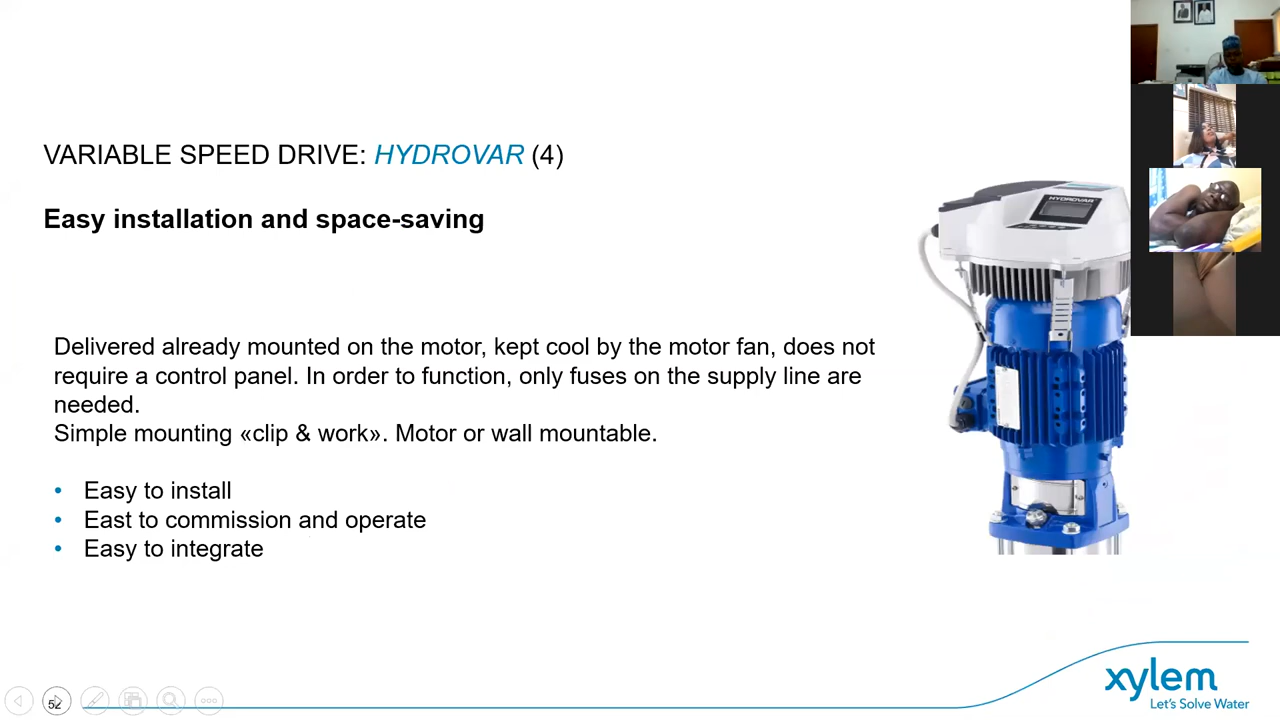 VARIABLE SPEED DRIVE: HYDROVAR (4)
Easy installation and space-saving
Delivered already mounted on the motor, kept cool by the motor fan, does not
require a control panel. In order to function, only fuses on the supply line are
needed.
Simple mounting «clip & work». Motor or wall mountable.
• Easy to install
• East to commission and operate
• Easy to integrate
HYDROVAR
52
xylem
Let's Solve Water